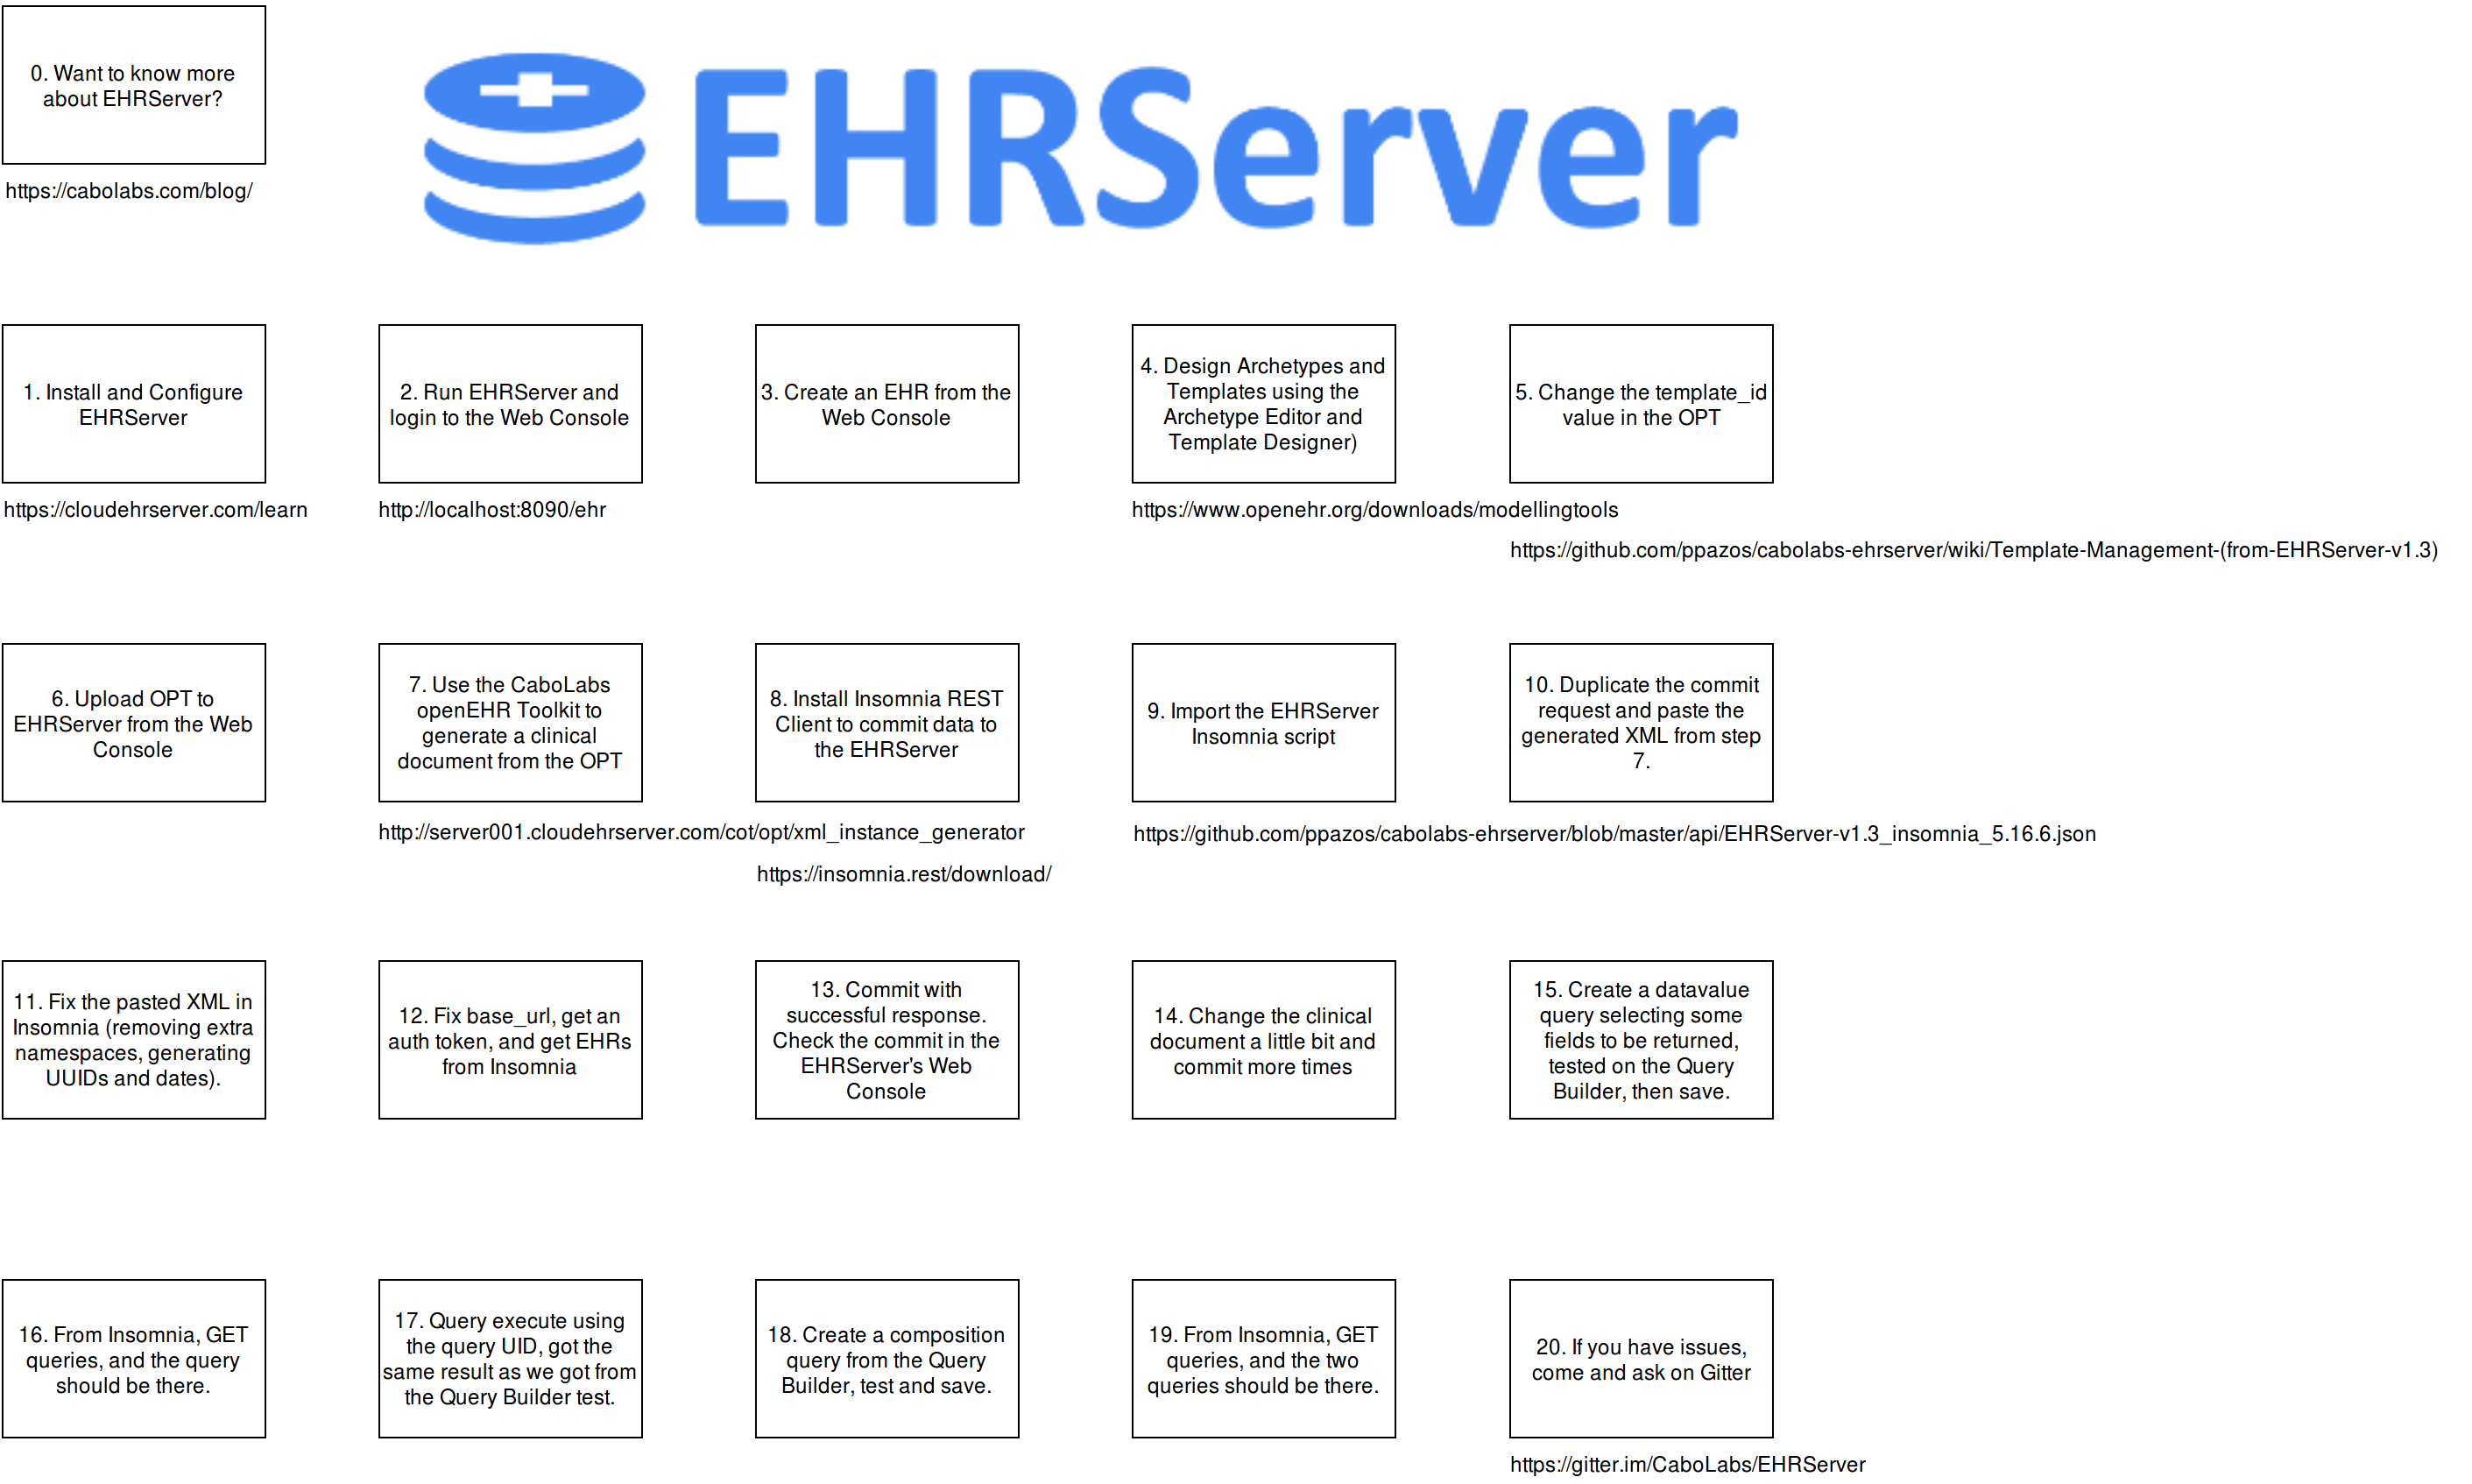 0. Want to know more
about EHRServer?
https://cabolabs.com/blog/
EHRServer
1. Install and Configure
EHRServer
https://cloudehrserver.com/learn
2. Run EHRServer and
login to the Web Console
http://localhost:8090/ehr
3. Create an EHR from the
Web Console
4. Design Archetypes and
Templates using the
Archetype Editor and
Template Designer)
https://www.openehr.org/downloads/modellingtools
5. Change the template_id
value in the OPT
https://github.com/ppazos/cabolabs-ehrserver/wiki/Template-Management-(from-EHRServer-v1.3)
6. Upload OPT to
EHRServer from the Web
Console
7. Use the CaboLabs
openEHR Toolkit to
generate a clinical
document from the OPT
http://server001.cloudehrserver.com/cot/opt/xml_instance_generator
8. Install Insomnia REST
Client to commit data to
the EHRServer
https://insomnia.rest/download/
9. Import the EHRServer
Insomnia script
https://github.com/ppazos/cabolabs-ehrserver/blob/master/api/EHRServer-v1.3_insomnia_5.16.6.json
10. Duplicate the commit
request and paste the
generated XML from step
7.
11. Fix the pasted XML in
Insomnia (removing extra
namespaces, generating
UUIDs and dates).
12. Fix base_url, get an
auth token, and get EHRs
from Insomnia
13. Commit with
successful response.
Check the commit in the
EHRServer's Web
Console
14. Change the clinical
document a little bit and
commit more times
15. Create a datavalue
query selecting some
fields to be returned,
tested on the Query
Builder, then save.
16. From Insomnia, GET
queries, and the query
should be there.
17. Query execute using
the query UID, got the
same result as we got from
the Query Builder test.
18. Create a composition
query from the Query
Builder, test and save.
19. From Insomnia, GET
queries, and the two
queries should be there.
20. If you have issues,
come and ask on Gitter
https://gitter.im/CaboLabs/EHRServer